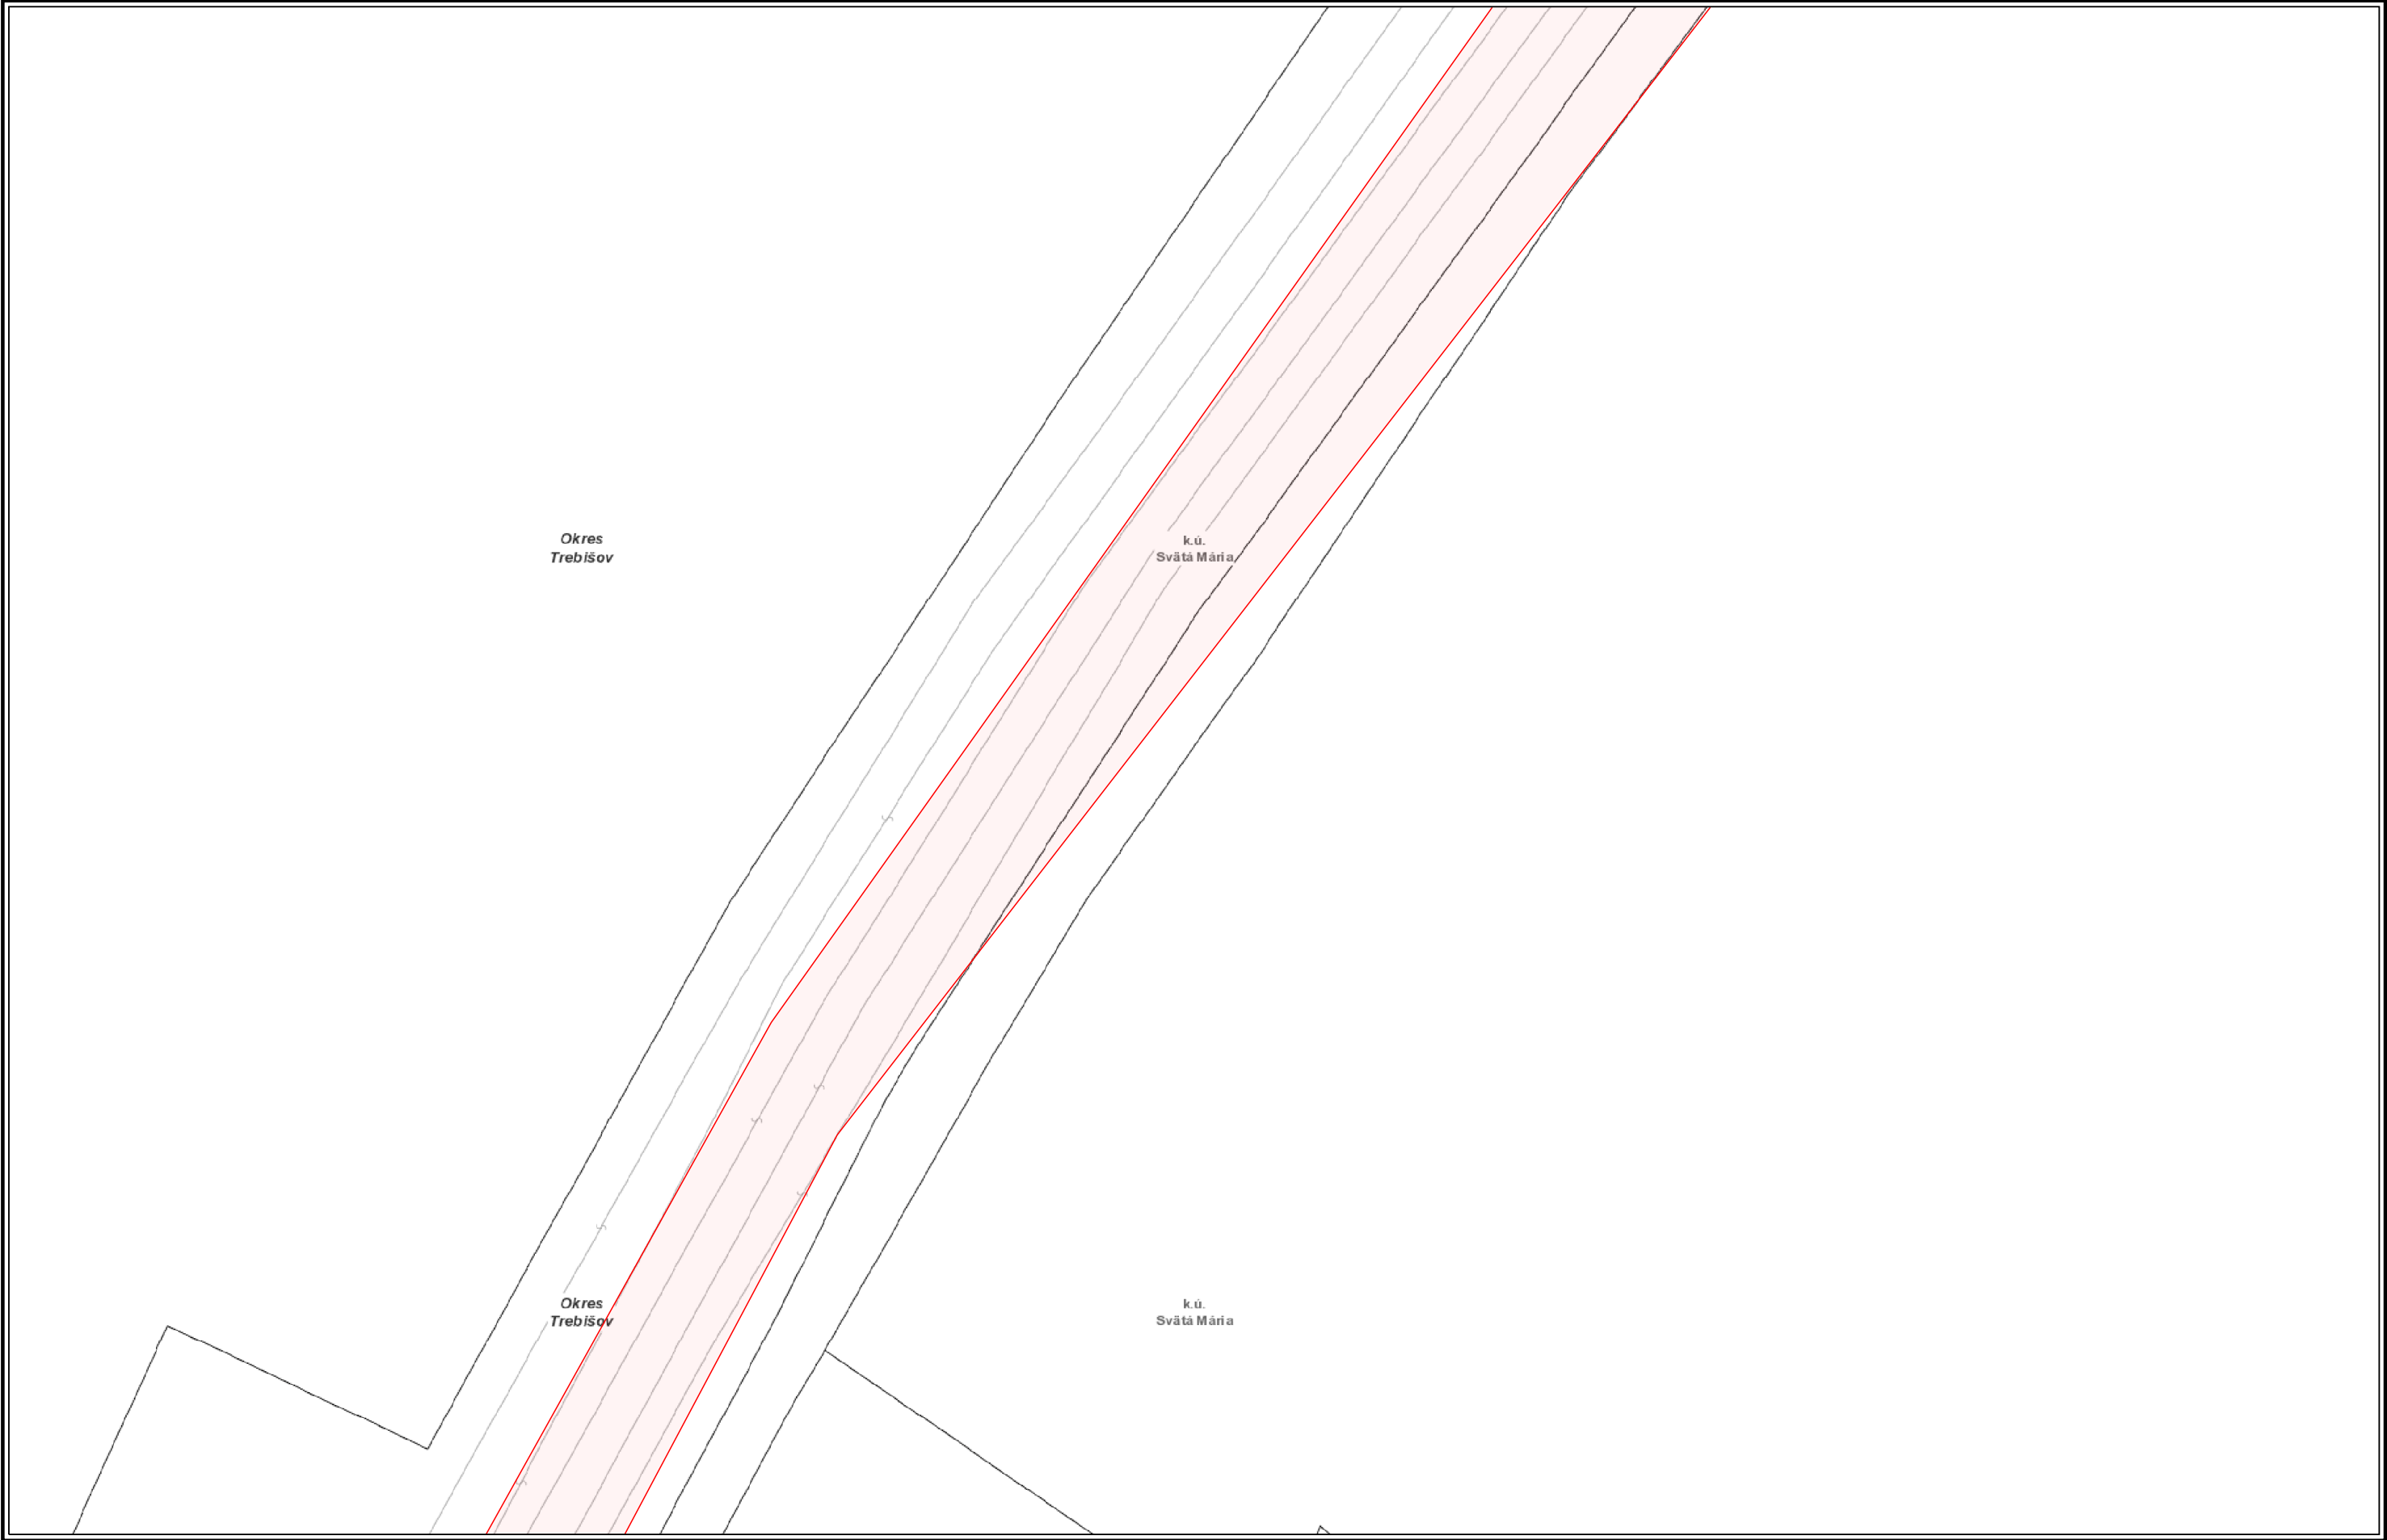 Okres
Trebišov
k.ú.
Svätá Mária
Okres
Trebišov
k.ú.
Svätá Mária